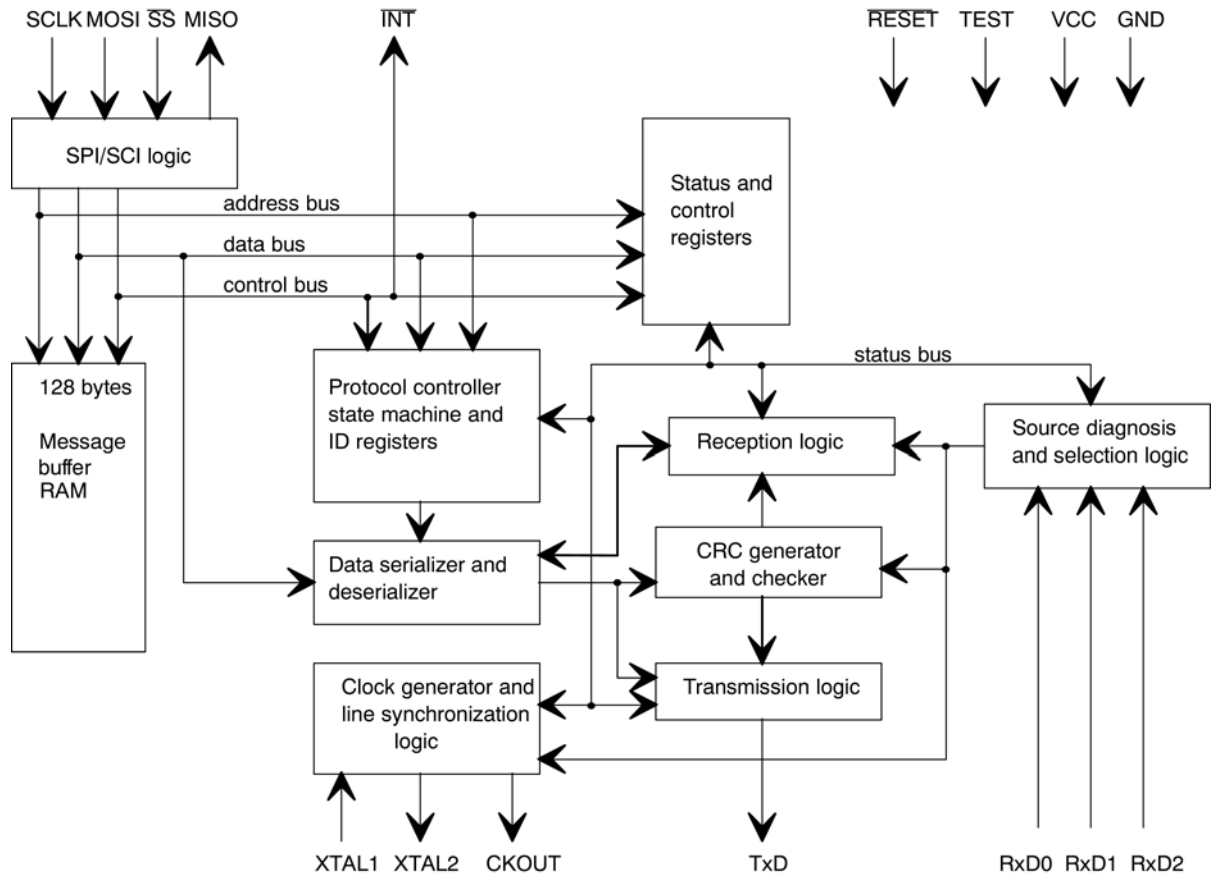 SCLK MOSI SS MISO INT RESET TEST VCC GND
SPI/SCI logic
Status and
control
registers
address bus
data bus
control bus
status bus
128 bytes
Message
buffer
RAM
Protocol controller
state machine and
ID registers
Reception logic
Source diagnosis
and selection logic
Data serializer and
deserializer
CRC generator
and checker
Clock generator and
line synchronization
logic
Transmission logic
XTAL1 XTAL2 CKOUT TxD RxD0 RxD1 RxD2